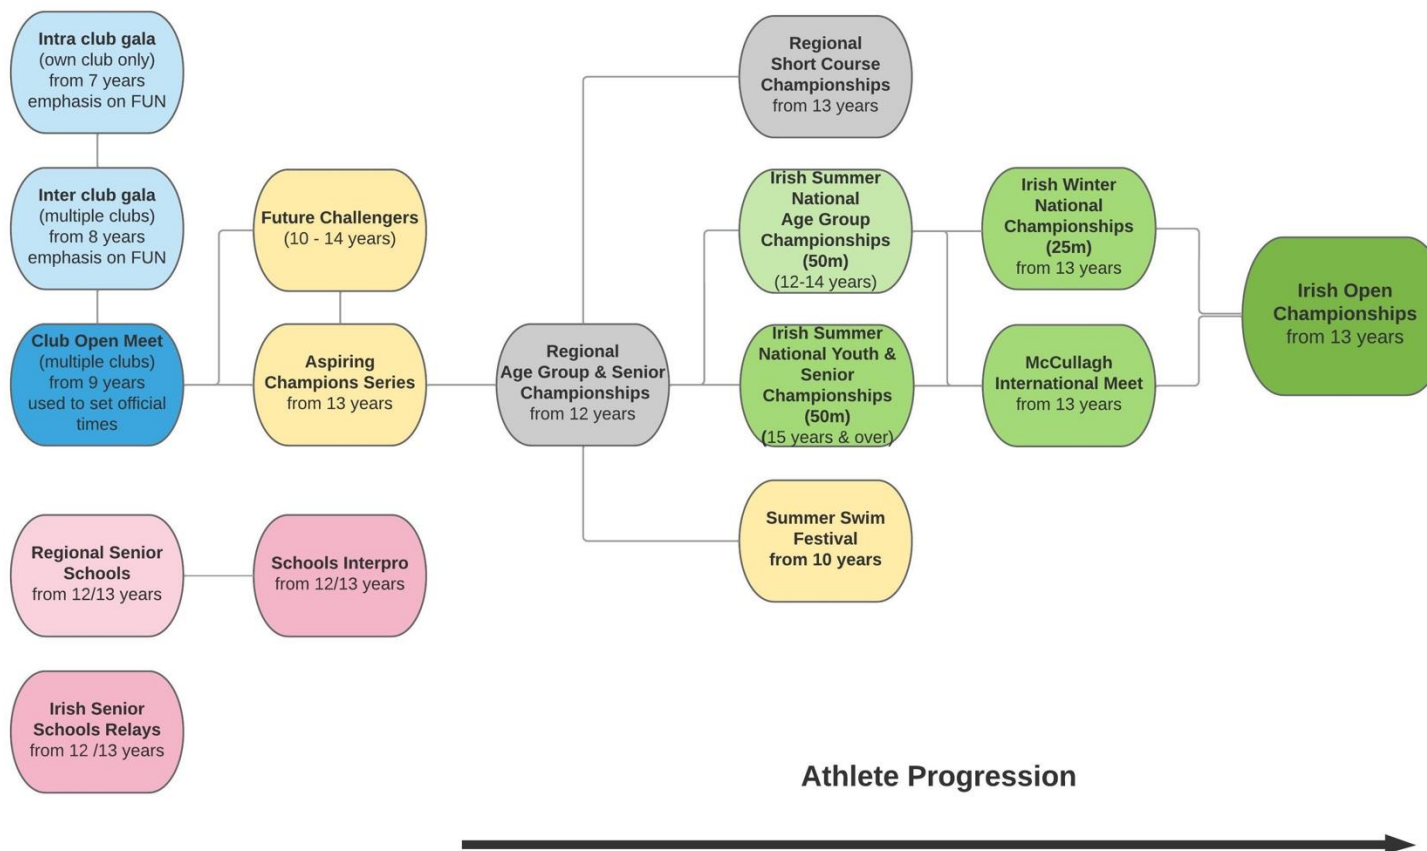 Intra club gala
(own club only)
from 7 years
emphasis on FUN
Inter club gala
(multiple clubs)
from 8 years
emphasis on FUN
Club Open Meet
(multiple clubs)
from 9 years
used to set official
times
Future Challengers
(10 - 14 years)
Aspiring
Champions Series
from 13 years
Regional
Age Group & Senior
Championships
from 12 years
Regional
Short Course
Championships
from 13 years
Irish Summer
National
Age Group
Championships
(50m)
(12-14 years)
Irish Summer
National Youth &
Senior
Championships
(50m)
(15 years & over)
Summer Swim
Festival
from 10 years
Irish Winter
National
Championships
(25m)
from 13 years
McCullagh
International Meet
from 13 years
Irish Open
Championships
from 13 years
Regional Senior
Schools
from 12/13 years
Schools Interpro
from 12/13 years
Irish Senior
Schools Relays
from 12 /13 years
Athlete Progression